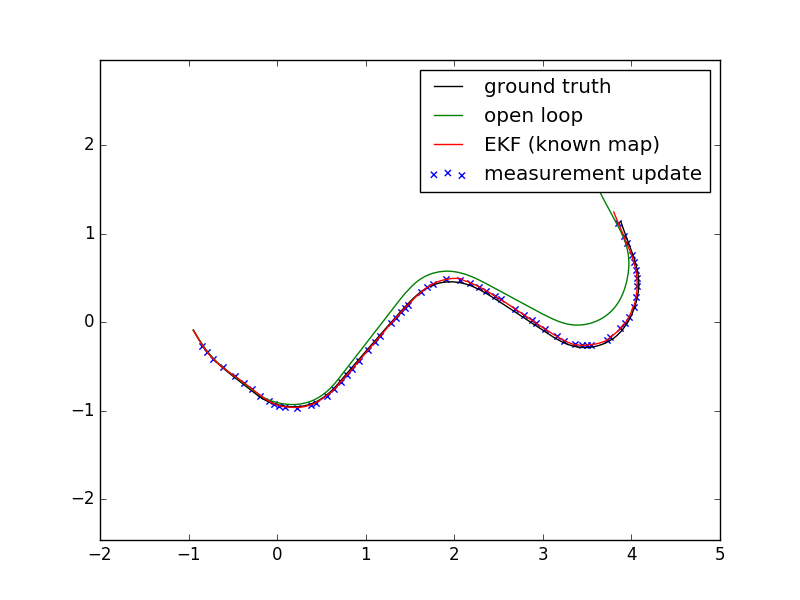 ground truth
open loop
EKF (known map)
measurement update
2
1
0
−1
−2
−2 −1 0 1 2 3 4 5